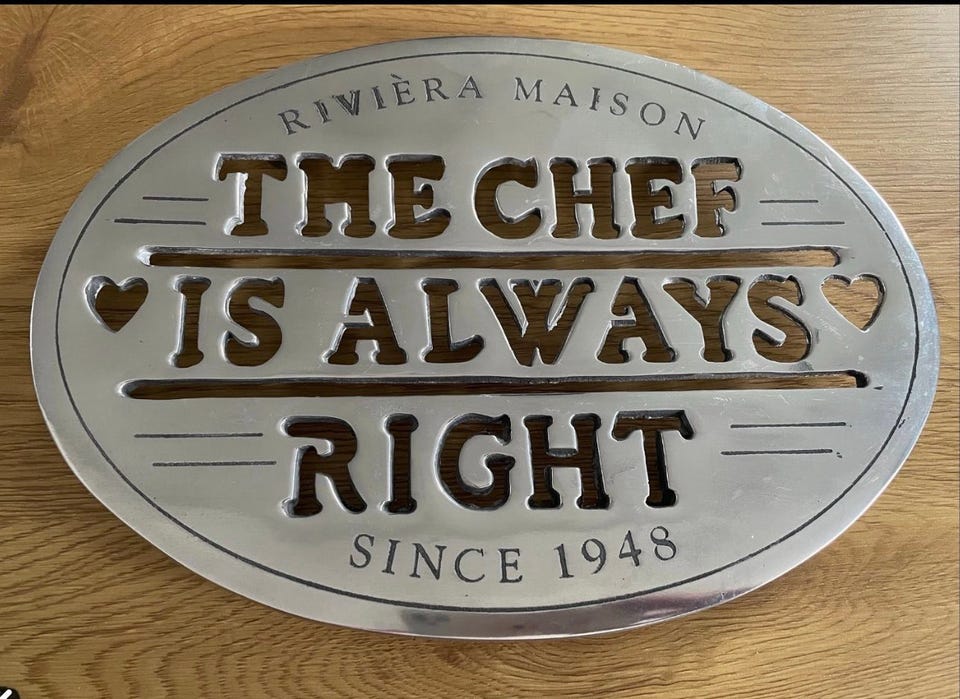 RIVIÈRA MAISON
THE CHEF
IS ALWAYS
RIGHT
SINCE 1948